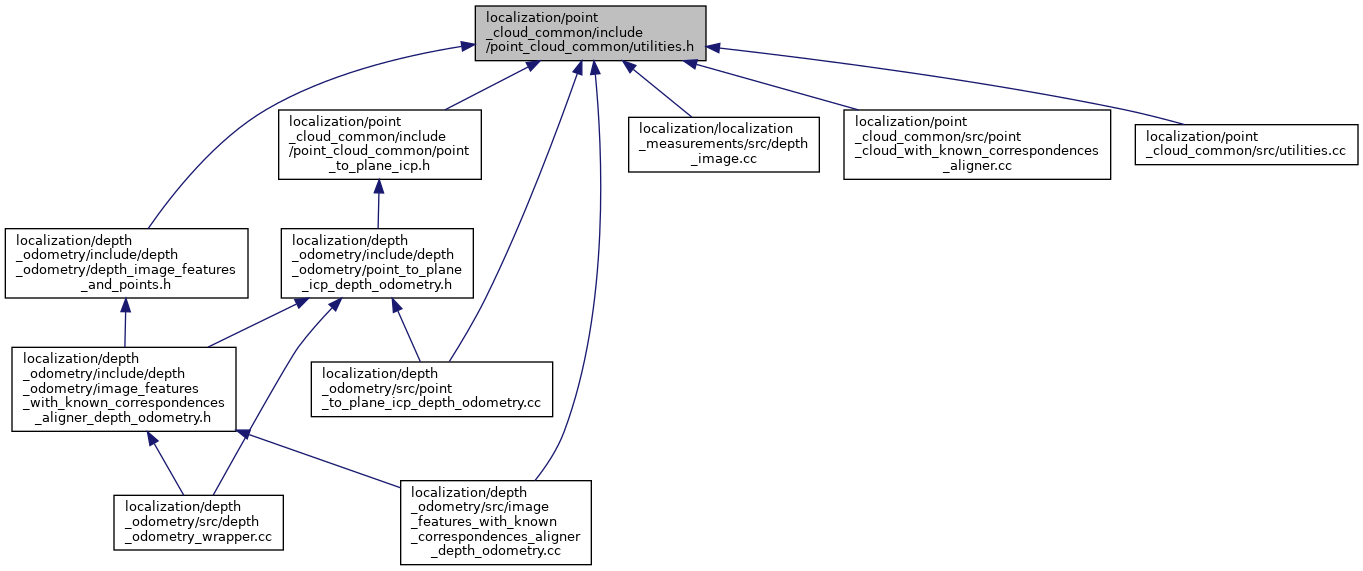 localization/point
_cloud_common/include
/point_cloud_common/utilities.h
localization/point
_cloud_common/include
/point_cloud_common/point
_to_plane_icp.h
localization/localization
_measurements/src/depth
_image.cc
localization/point
_cloud_common/src/point
_cloud_with_known_correspondences
_aligner.cc
localization/point
_cloud_common/src/utilities.cc
localization/depth
_odometry/include/depth
_odometry/depth_image_features
_and_points.h
localization/depth
_odometry/include/depth
_odometry/point_to_plane
_icp_depth_odometry.h
localization/depth
_odometry/include/depth
_odometry/image_features
_with_known_correspondences
_aligner_depth_odometry.h
localization/depth
_odometry/src/point
_to_plane_icp_depth_odometry.cc
localization/depth
_odometry/src/depth
_odometry_wrapper.cc
localization/depth
_odometry/src/image
_features_with_known
_correspondences_aligner
_depth_odometry.cc